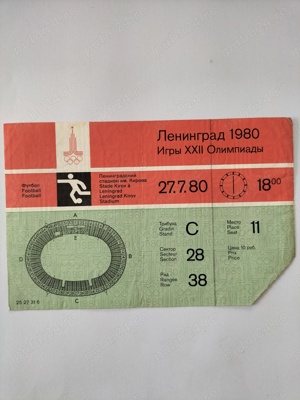 Ленинград 1980
Игры XXII Олимпиады
Футбол
Football
Football
Ленинградский
стадион им. Кирова
Stade Kirov à
Léningrad
Leningrad Kirov
Stadium
27.7.80
18 00
A
B
C
D
E
Трибуна
Gradin
Stand
C
Место
Place
Seat
11
Сектор
Secteur
Section
28
Цена 10 руб.
Prix
Price
Ряд
Rangée
Row
38